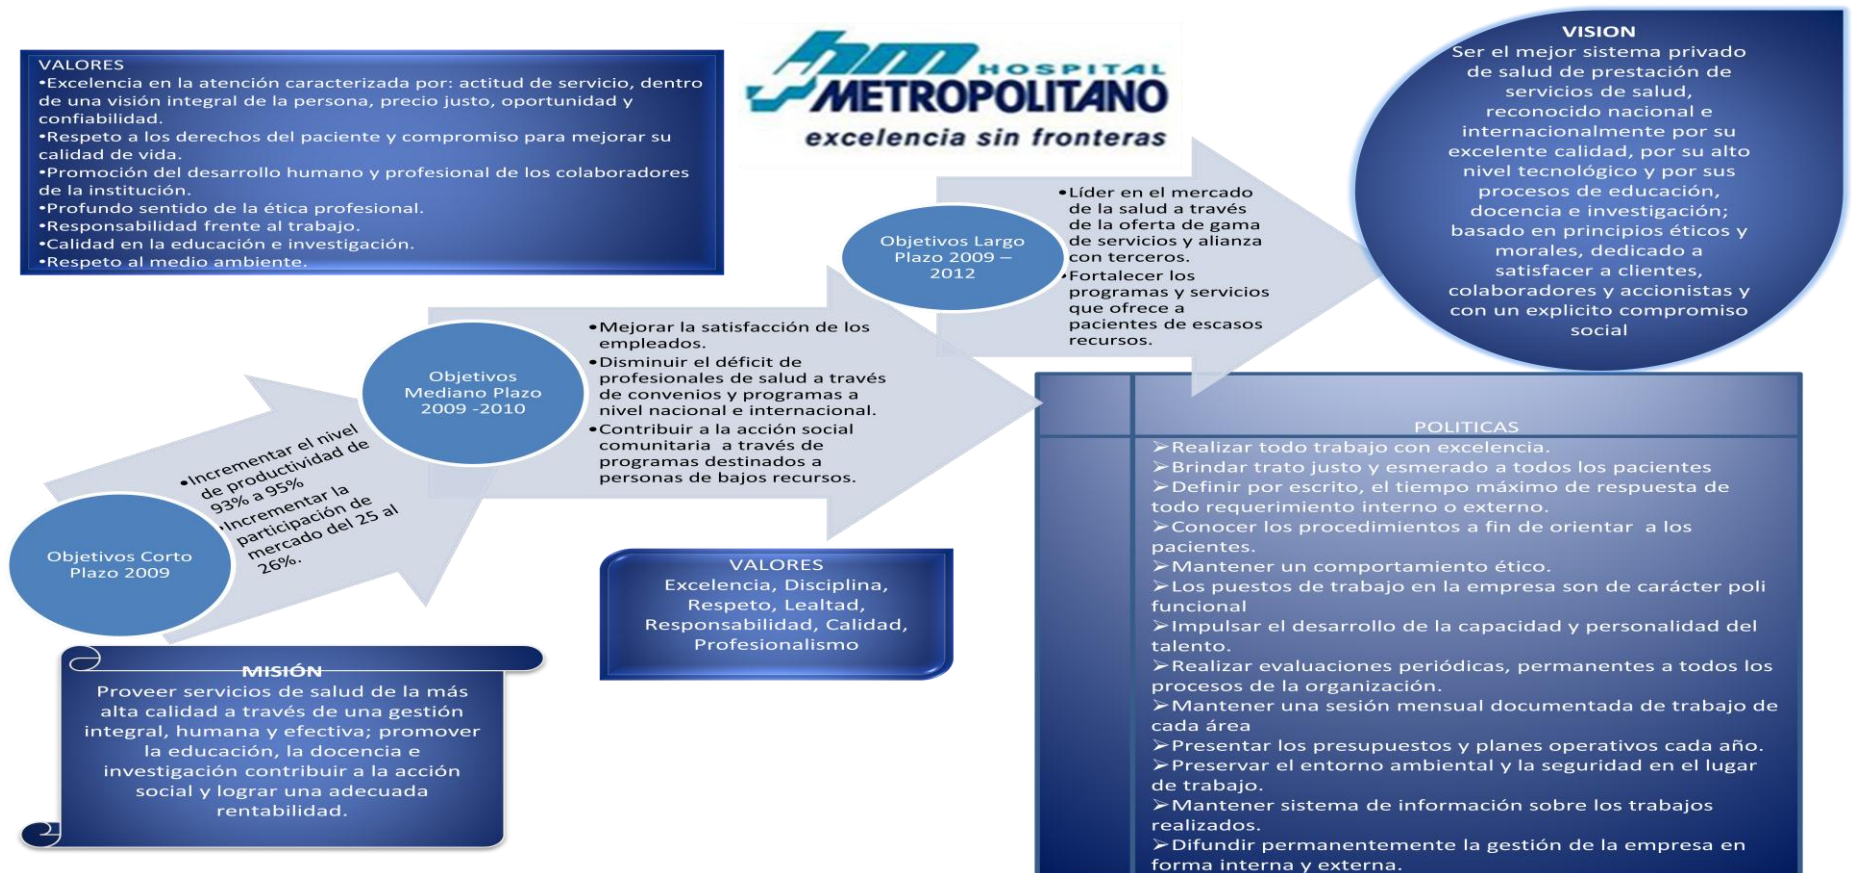 VALORES
•Excelencia en la atención caracterizada por: actitud de servicio, dentro
de una visión integral de la persona, precio justo, oportunidad y
confiabilidad.
•Respeto a los derechos del paciente y compromiso para mejorar su
calidad de vida.
•Promoción del desarrollo humano y profesional de los colaboradores
de la institución.
•Profundo sentido de la ética profesional.
•Responsabilidad frente al trabajo.
•Calidad en la educación e investigación.
•Respeto al medio ambiente.
hm HOSPITAL
METROPOLITANO
excelencia sin fronteras
VISION
Ser el mejor sistema privado
de salud de prestación de
servicios de salud,
reconocido nacional e
internacionalmente por su
excelente calidad, por su alto
nivel tecnológico y por sus
procesos de educación,
docencia e investigación;
basado en principios éticos y
morales, dedicado a
satisfacer a clientes,
colaboradores y accionistas y
con un explicito compromiso
social
Objetivos Largo
Plazo 2009 –
2012
•Líder en el mercado
de la salud a través
de la oferta de gama
de servicios y alianza
con terceros.
•Fortalecer los
programas y servicios
que ofrece a
pacientes de escasos
recursos.
Objetivos
Mediano Plazo
2009 -2010
•Mejorar la satisfacción de los
empleados.
•Disminuir el déficit de
profesionales de salud a través
de convenios y programas a
nivel nacional e internacional.
•Contribuir a la acción social
comunitaria  a través de
programas destinados a
personas de bajos recursos.
Objetivos Corto
Plazo 2009
•Incrementar el nivel
de productividad de
93% a 95%
•Incrementar la
participación de
mercado del 25 al
26%.
VALORES
Excelencia, Disciplina,
Respeto, Lealtad,
Responsabilidad, Calidad,
Profesionalismo
MISIÓN
Proveer servicios de salud de la más
alta calidad a través de una gestión
integral, humana y efectiva; promover
la educación, la docencia e
investigación contribuir a la acción
social y lograr una adecuada
rentabilidad.
POLITICAS
➢Realizar todo trabajo con excelencia.
➢Brindar trato justo y esmerado a todos los pacientes
➢Definir por escrito, el tiempo máximo de respuesta de
todo requerimiento interno o externo.
➢Conocer los procedimientos a fin de orientar  a los
pacientes.
➢Mantener un comportamiento ético.
➢Los puestos de trabajo en la empresa son de carácter poli
funcional
➢Impulsar el desarrollo de la capacidad y personalidad del
talento.
➢Realizar evaluaciones periódicas, permanentes a todos los
procesos de la organización.
➢Mantener una sesión mensual documentada de trabajo de
cada área
➢Presentar los presupuestos y planes operativos cada año.
➢Preservar el entorno ambiental y la seguridad en el lugar
de trabajo.
➢Mantener sistema de información sobre los trabajos
realizados.
➢Difundir permanentemente la gestión de la empresa en
forma interna y externa.